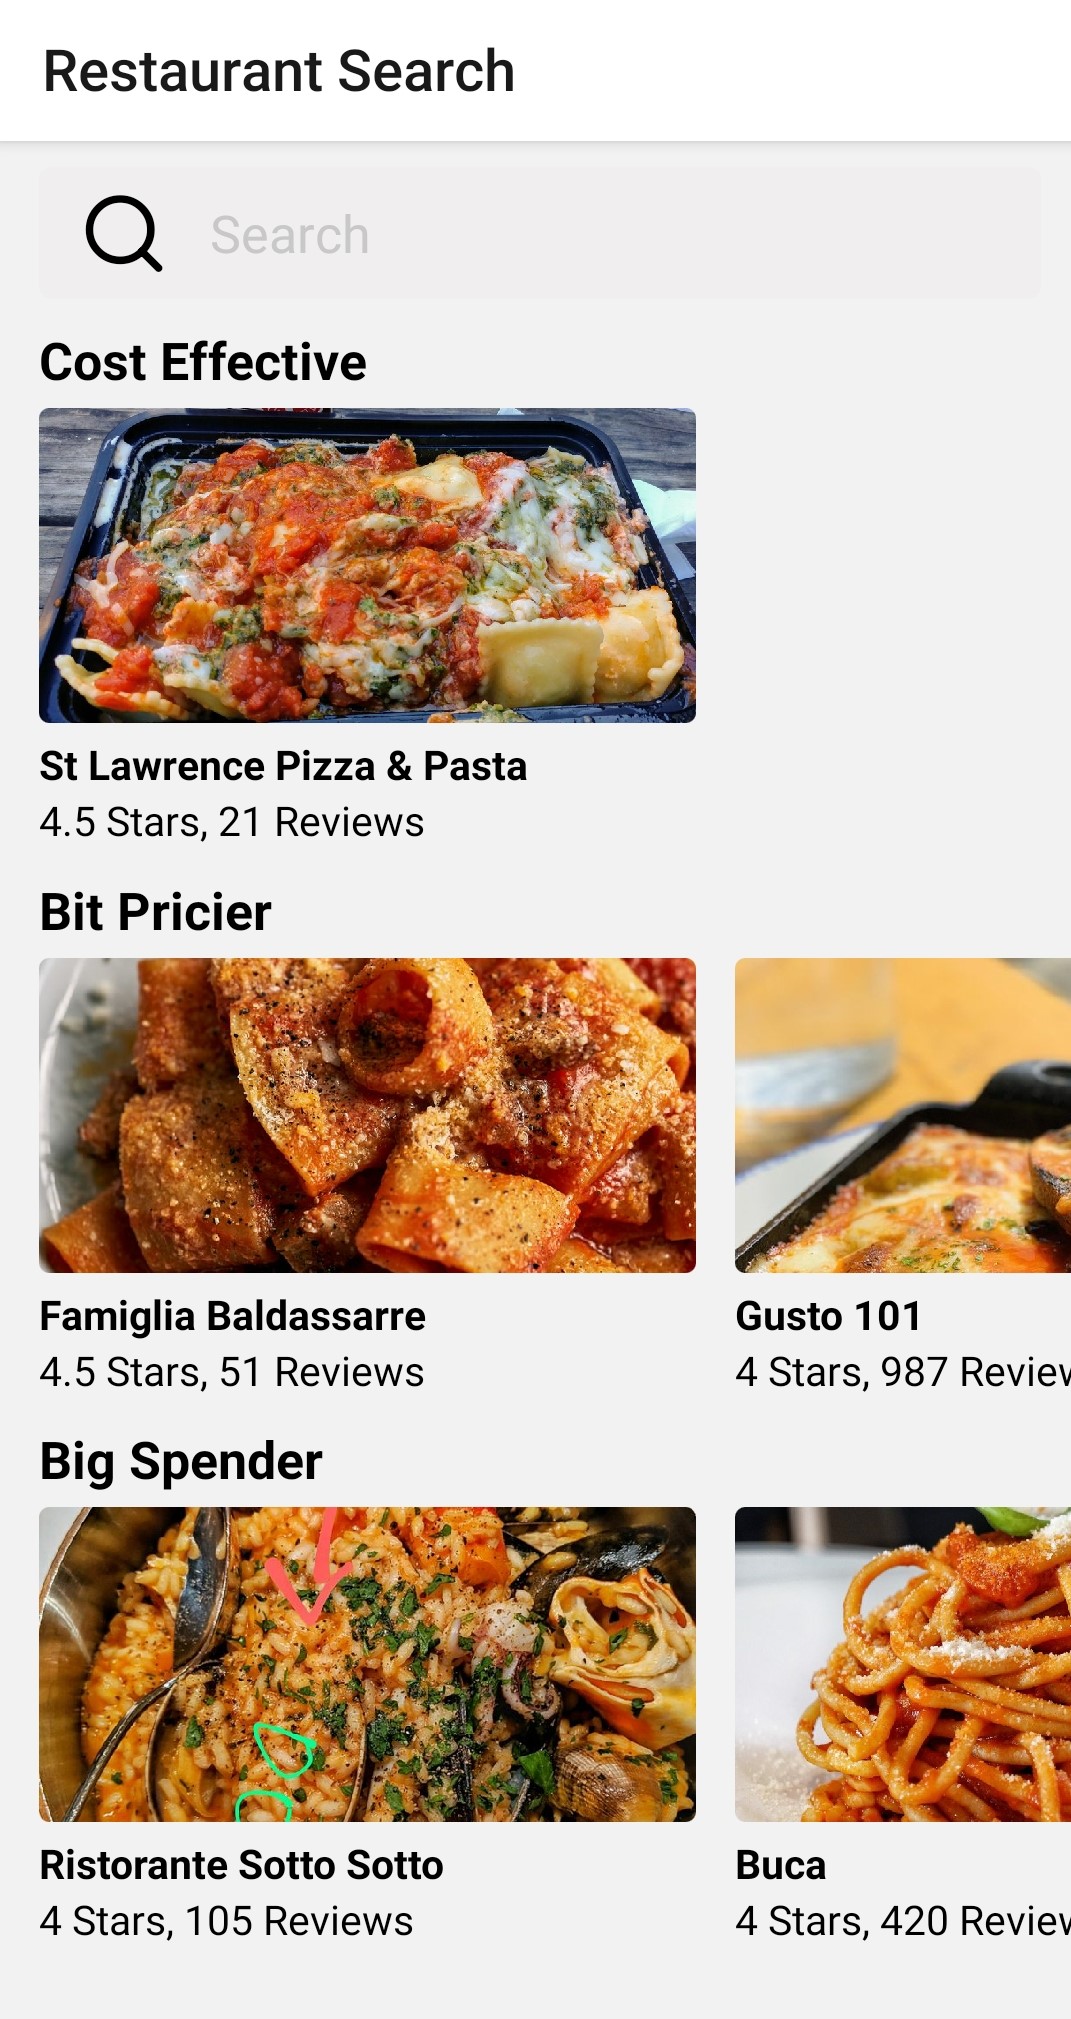 Restaurant Search
Search
Cost Effective
St Lawrence Pizza & Pasta
4.5 Stars, 21 Reviews
Bit Pricier
Famiglia Baldassarre
4.5 Stars, 51 Reviews
Gusto 101
4 Stars, 987 Review
Big Spender
Ristorante Sotto Sotto
4 Stars, 105 Reviews
Buca
4 Stars, 420 Review